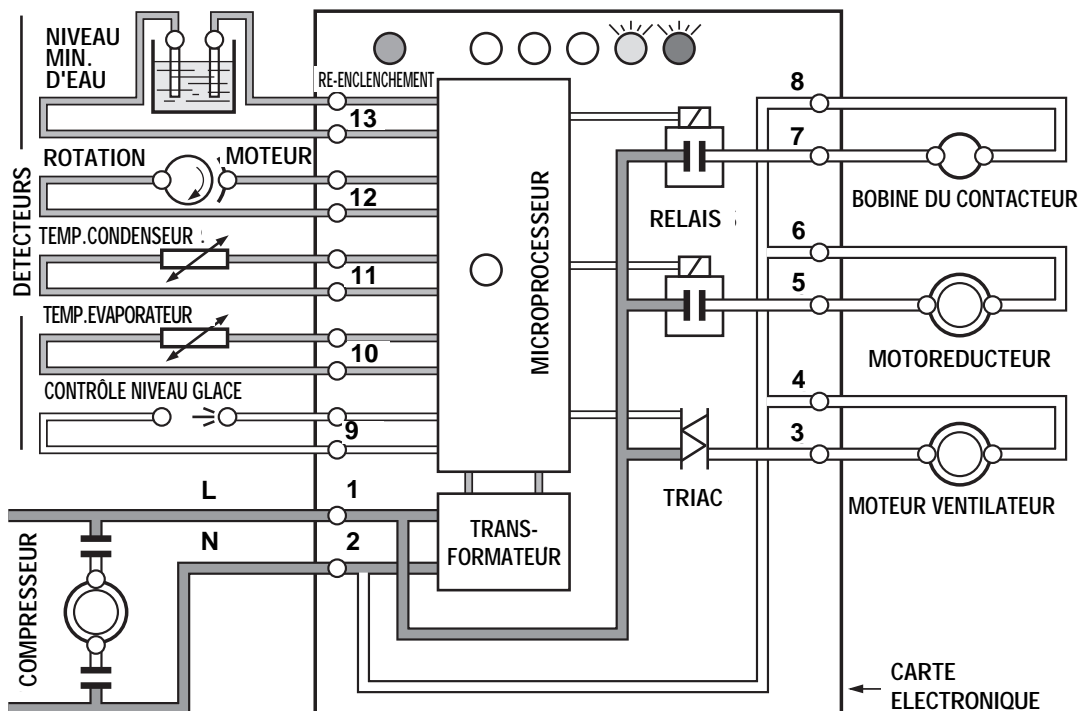 NIVEAU
MIN.
D'EAU
RE-ENCLENCHEMENT
13
ROTATION MOTEUR
12
TEMP.CONDENSEUR
11
TEMP.EVAPORATEUR
10
CONTRÔLE NIVEAU GLACE
9
DETECTEURS
L
1
N
2
COMPRESSEUR
MICROPROCESSEUR
TRANS-
FORMATEUR
RELAIS
TRIAC
8
7
BOBINE DU CONTACTEUR
6
5
MOTOREDUCTEUR
4
3
MOTEUR VENTILATEUR
CARTE
ELECTRONIQUE